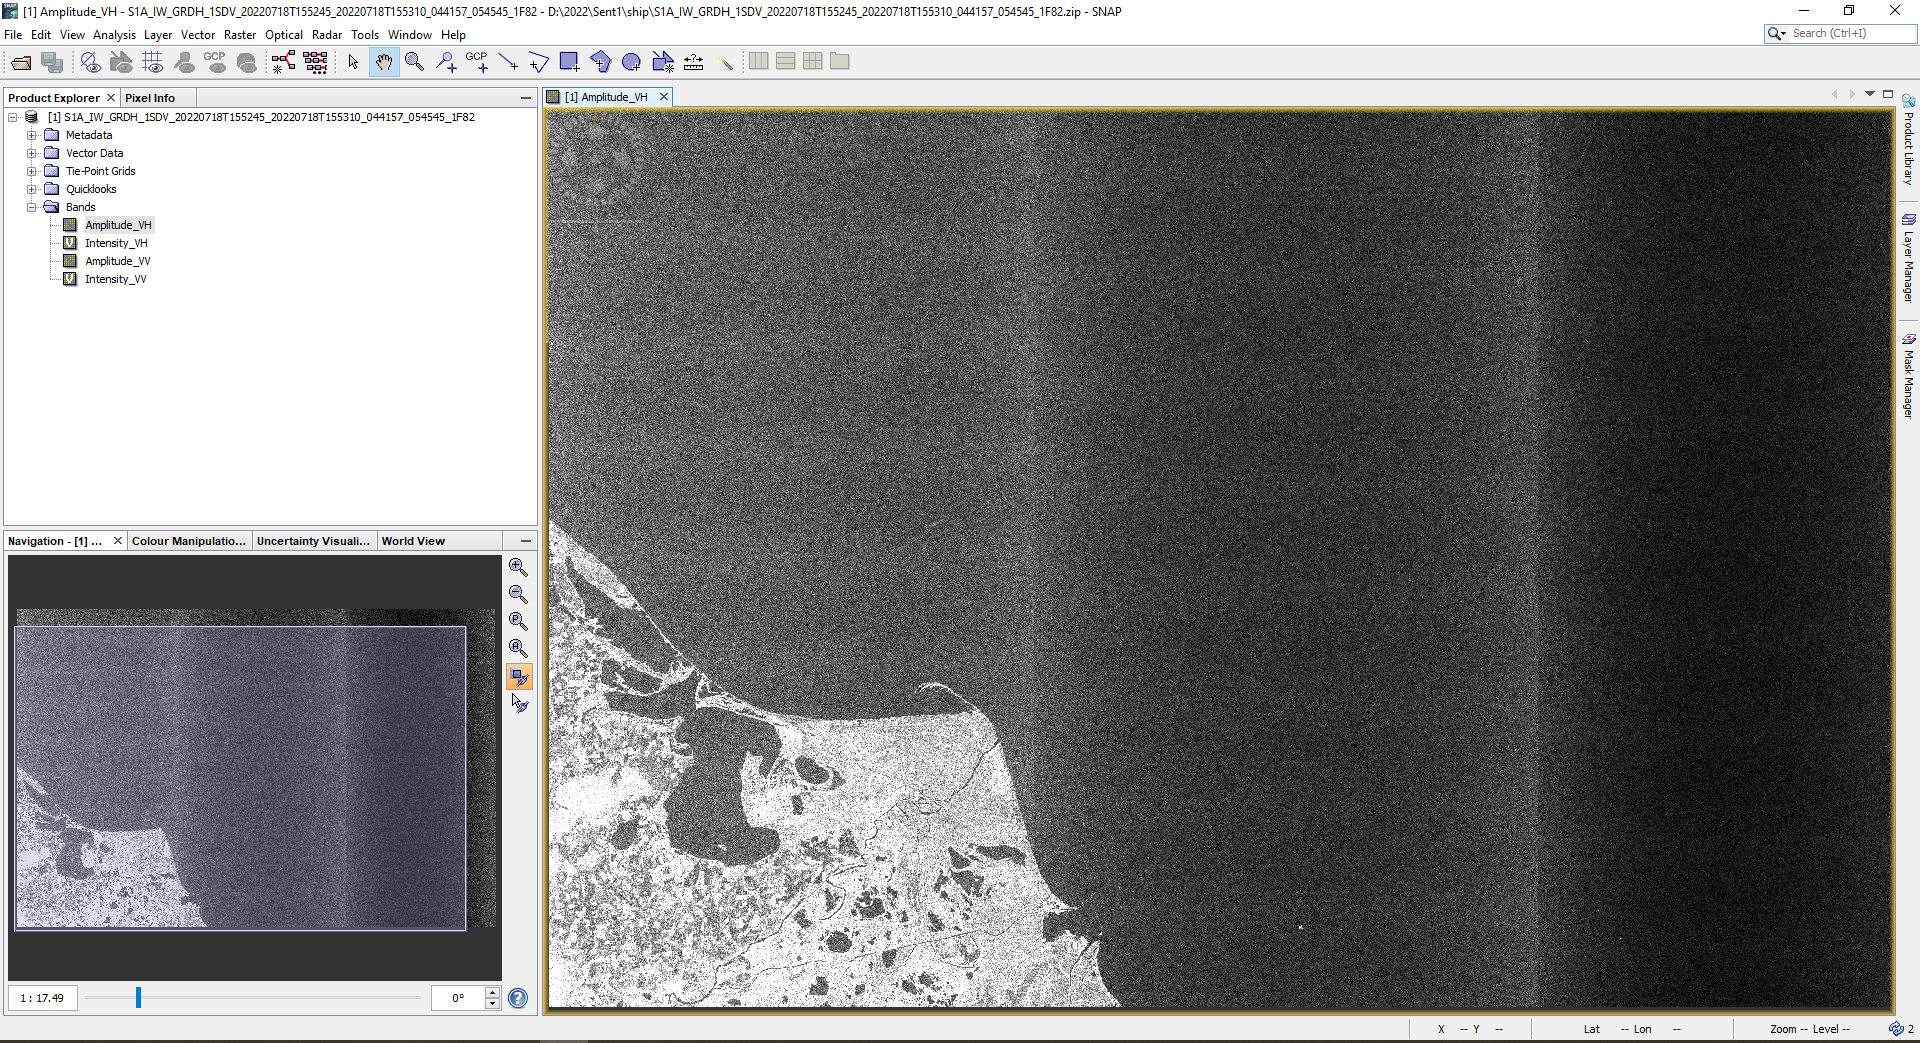 [1] Amplitude_VH - S1A_IW_GRDH_1SDV_20220718T155245_20220718T155310_044157_054545_1F82 - D:\2022\Sent1\ship\S1A_IW_GRDH_1SDV_20220718T155245_20220718T155310_044157_054545_1F82.zip - SNAP
File Edit View Analysis Layer Vector Raster Optical Radar Tools Window Help
Search (Ctrl+I)
GCP GCP
Product Explorer Pixel Info
[1] Amplitude_VH
[1] S1A_IW_GRDH_1SDV_20220718T155245_20220718T155310_044157_054545_1F82
Metadata
Vector Data
Tie-Point Grids
Quicklooks
Bands
Amplitude_VH
Intensity_VH
Amplitude_VV
Intensity_VV
Product Library
Layer Manager
Mask Manager
Navigation - [1] ... Colour Manipulatio... Uncertainty Visuali... World View
1 : 17.49
0°
X -- Y -- Lat -- Lon -- Zoom -- Level -- 2